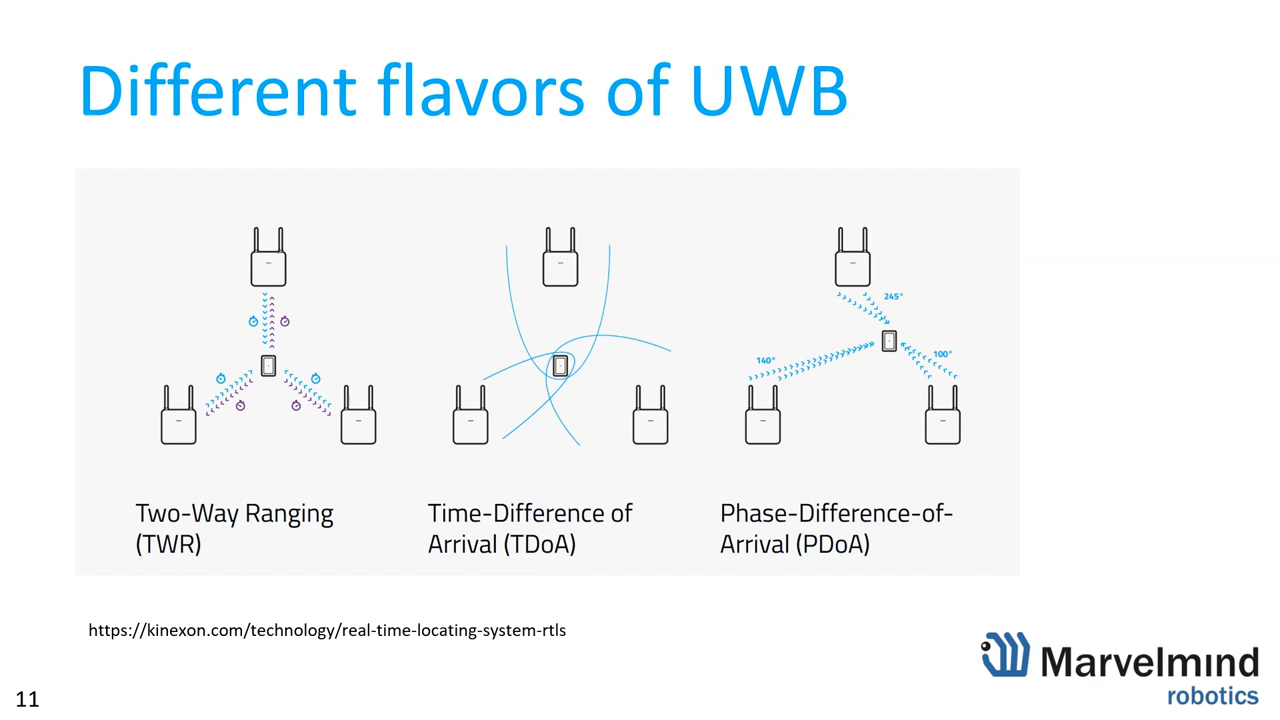 Different flavors of UWB
245°
140°
100°
Two-Way Ranging
(TWR)
Time-Difference of
Arrival (TDoA)
Phase-Difference-of-
Arrival (PDoA)
https://kinexon.com/technology/real-time-locating-system-rtls
Marvelmind
robotics
11